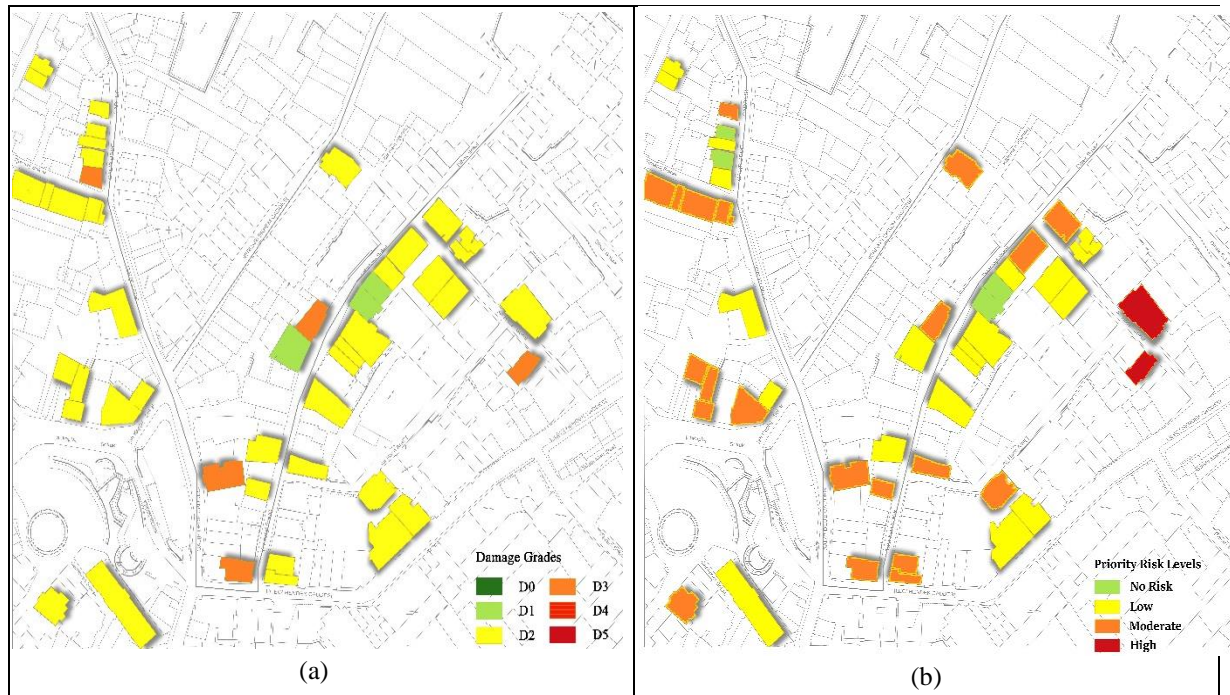 Damage Grades
D0 D3
D1 D4
D2 D5
(a)
Priority Risk Levels
No Risk
Low
Moderate
High
(b)